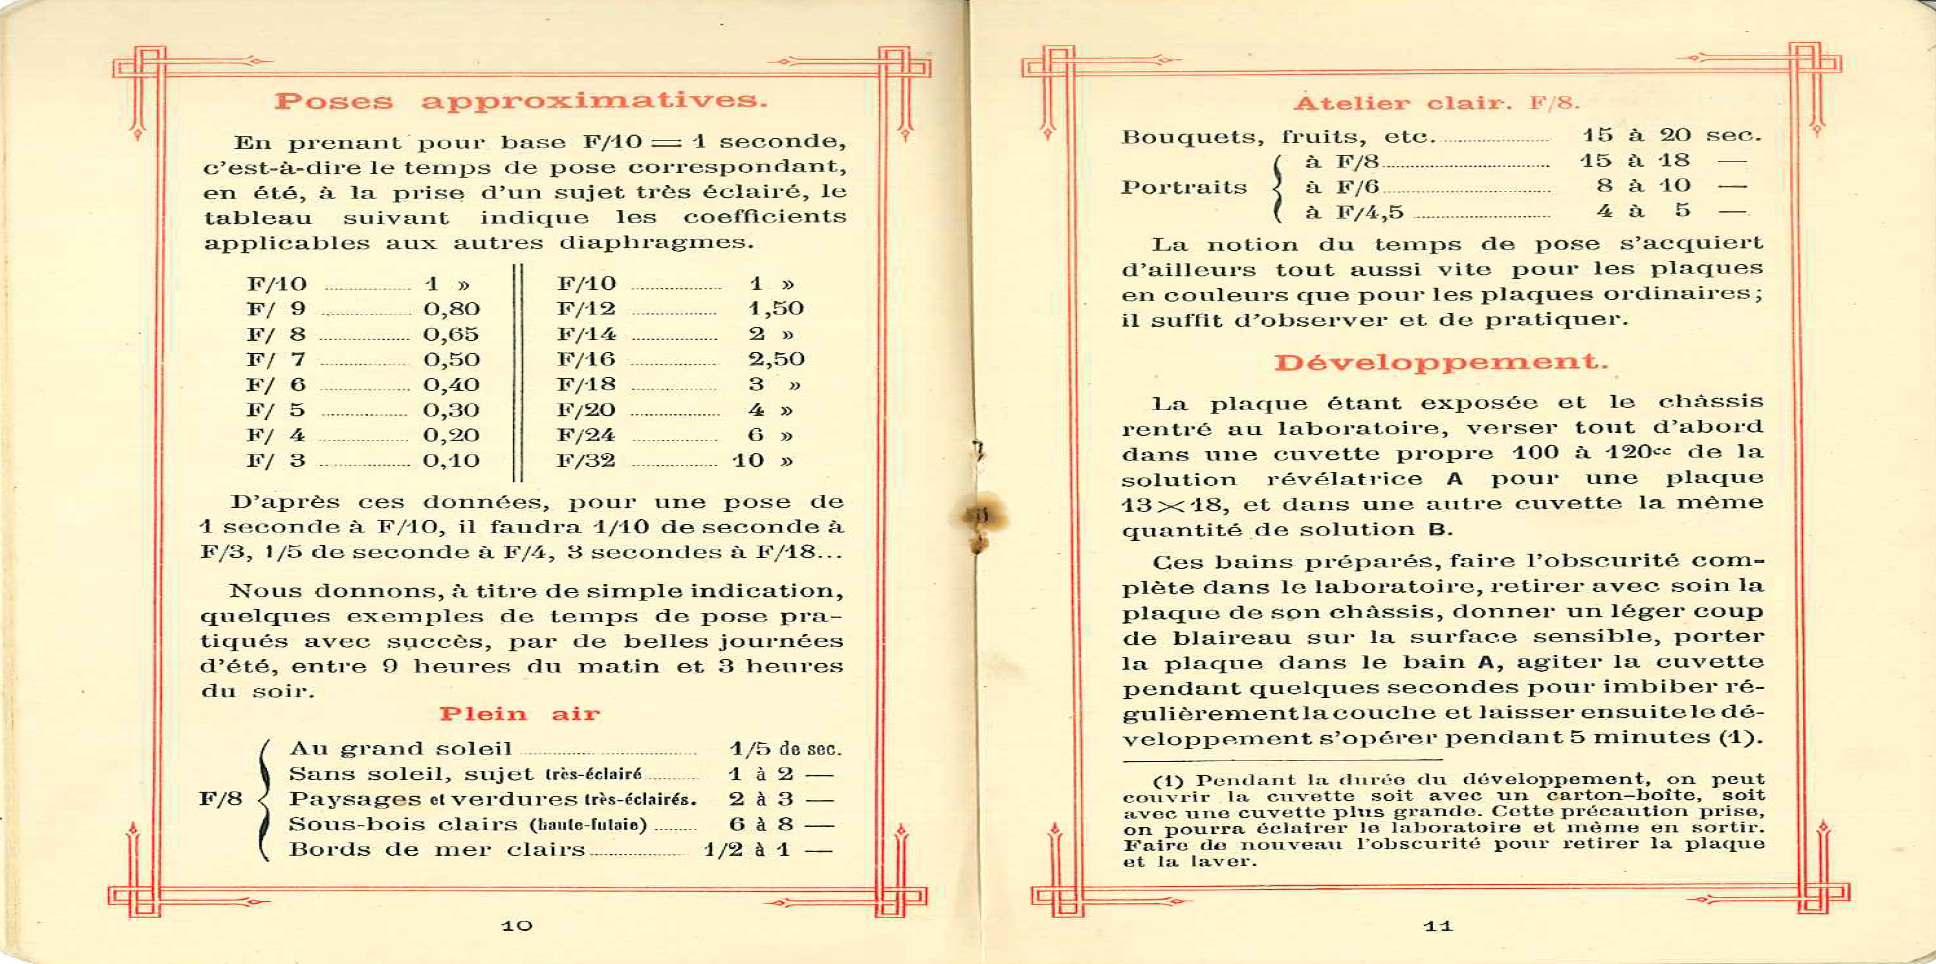 Poses approximatives.
En prenant pour base F/10 = 1 seconde,
c'est-à-dire le temps de pose correspondant,
en été, à la prise d'un sujet très éclairé, le
tableau suivant indique les coefficients
applicables aux autres diaphragmes.
F/10 ........ 1 » F/10 ........ 1 »
F/ 9 ........ 0,80 F/12 ........ 1,50
F/ 8 ........ 0,65 F/14 ........ 2 »
F/ 7 ........ 0,50 F/16 ........ 2,50
F/ 6 ........ 0,40 F/18 ........ 3 »
F/ 5 ........ 0,30 F/20 ........ 4 »
F/ 4 ........ 0,20 F/24 ........ 6 »
F/ 3 ........ 0,10 F/32 ........ 10 »
D'après ces données, pour une pose de
1 seconde à F/10, il faudra 1/10 de seconde à
F/3, 1/5 de seconde à F/4, 3 secondes à F/18...
Nous donnons, à titre de simple indication,
quelques exemples de temps de pose pra-
tiqués avec succès, par de belles journées
d'été, entre 9 heures du matin et 3 heures
du soir.
Plein air
Au grand soleil ........ 1/5 de sec.
Sans soleil, sujet très-éclairé ........ 1 à 2 —
F/8 Paysages et verdures très-éclairés. 2 à 3 —
Sous-bois clairs (haute-futaie) ........ 6 à 8 —
Bords de mer clairs ........ 1/2 à 1 —
10
Atelier clair. F/8.
Bouquets, fruits, etc. ........ 15 à 20 sec.
à F/8 ........ 15 à 18 —
Portraits à F/6 ........ 8 à 10 —
à F/4,5 ........ 4 à 5 —
La notion du temps de pose s'acquiert
d'ailleurs tout aussi vite pour les plaques
en couleurs que pour les plaques ordinaires;
il suffit d'observer et de pratiquer.
Développement.
La plaque étant exposée et le châssis
rentré au laboratoire, verser tout d'abord
dans une cuvette propre 100 à 120cc de la
solution révélatrice A pour une plaque
13×18, et dans une autre cuvette la même
quantité de solution B.
Ces bains préparés, faire l'obscurité com-
plète dans le laboratoire, retirer avec soin la
plaque de son châssis, donner un léger coup
de blaireau sur la surface sensible, porter
la plaque dans le bain A, agiter la cuvette
pendant quelques secondes pour imbiber ré-
gulièrement la couche et laisser ensuite le dé-
veloppement s'opérer pendant 5 minutes (1).
(1) Pendant la durée du développement, on peut
couvrir la cuvette soit avec un carton-boîte, soit
avec une cuvette plus grande. Cette précaution prise,
on pourra éclairer le laboratoire et même en sortir.
Faire de nouveau l'obscurité pour retirer la plaque
et la laver.
11